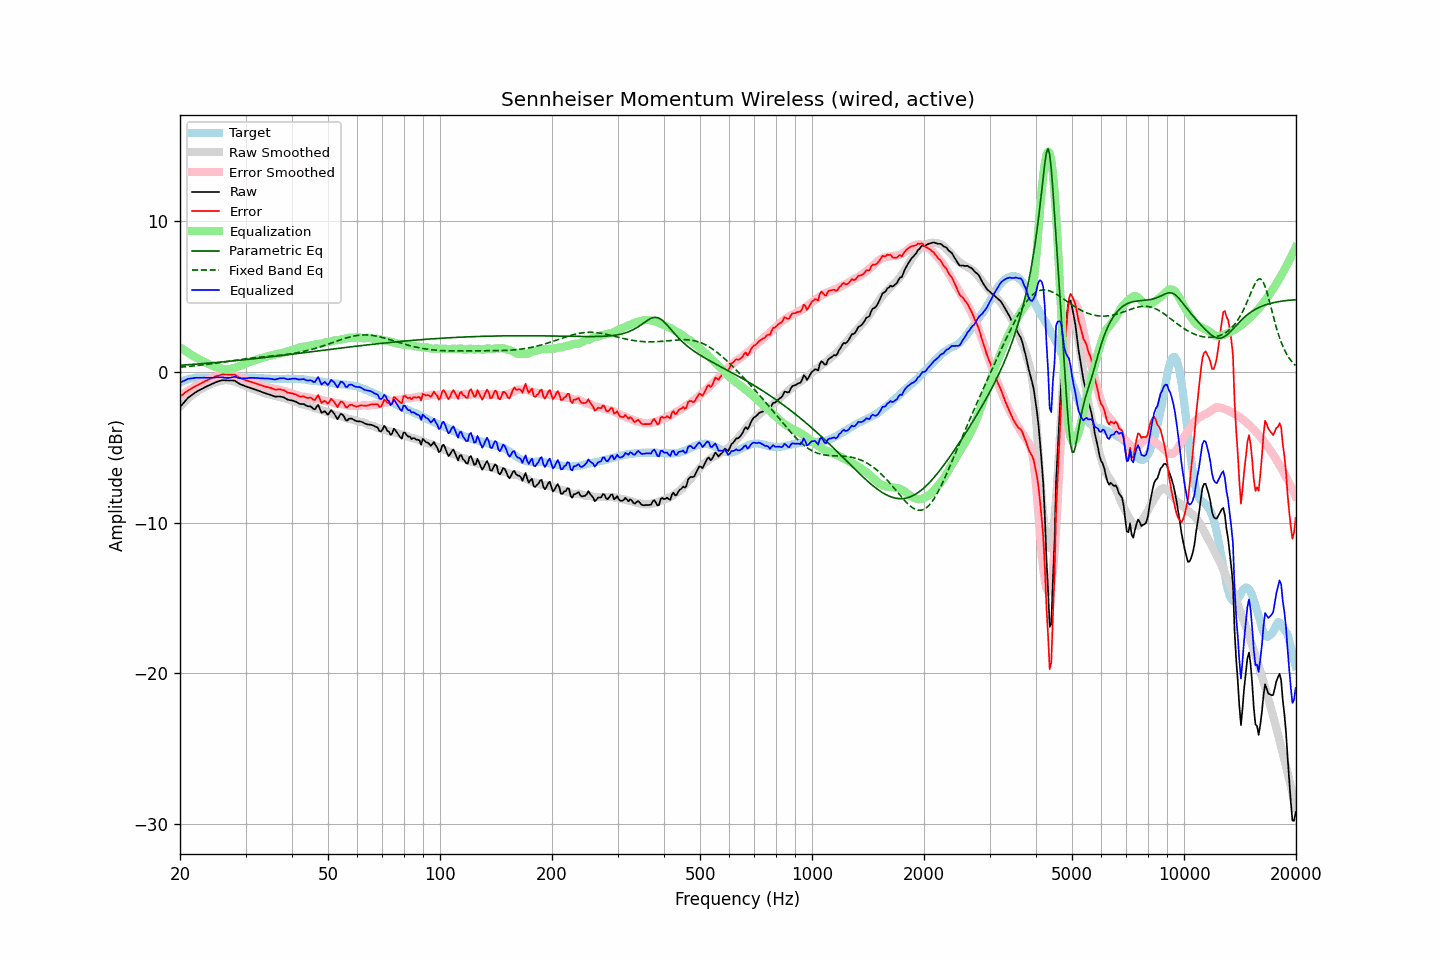 Sennheiser Momentum Wireless (wired, active)
Target
Raw Smoothed
Error Smoothed
Raw
Error
Equalization
Parametric Eq
Fixed Band Eq
Equalized
10
0
−10
−20
−30
Amplitude (dBr)
20 50 100 200 500 1000 2000 5000 10000 20000
Frequency (Hz)